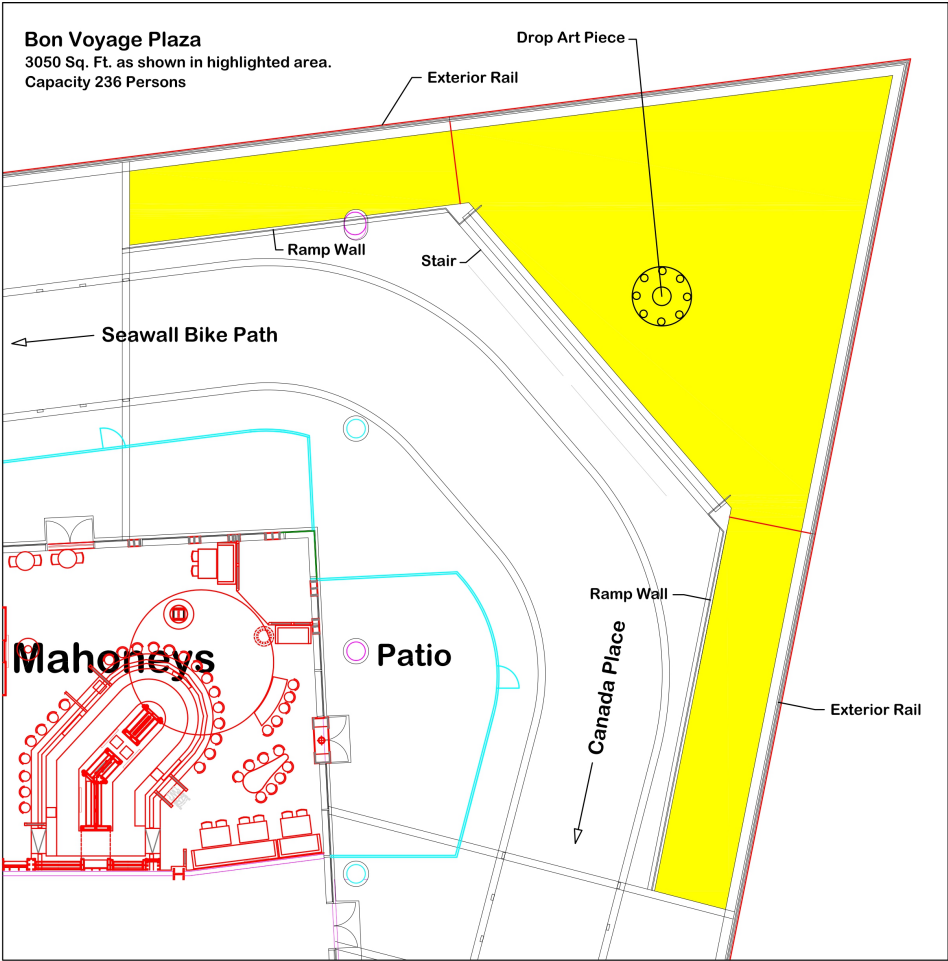 Bon Voyage Plaza
3050 Sq. Ft. as shown in highlighted area.
Capacity 236 Persons
Drop Art Piece
Exterior Rail
Ramp Wall
Stair
Seawall Bike Path
Ramp Wall
Mahoneys
Patio
Canada Place
Exterior Rail